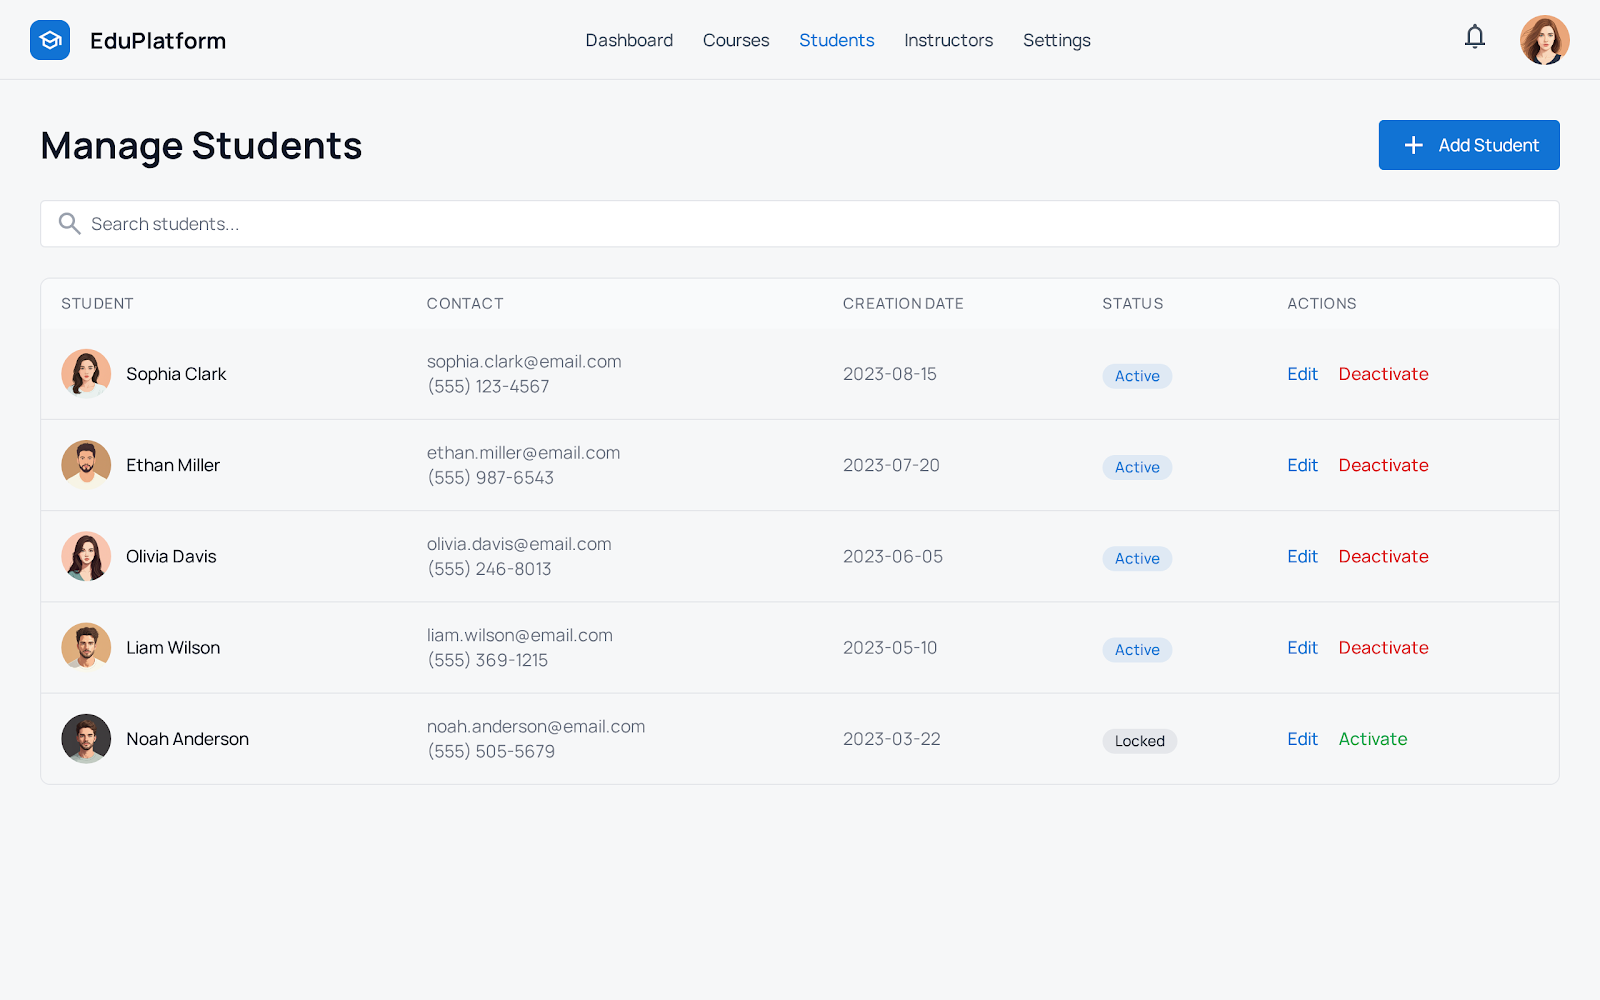 EduPlatform
Dashboard Courses Students Instructors Settings
Manage Students
Add Student
Search students...
STUDENT CONTACT CREATION DATE STATUS ACTIONS
Sophia Clark
sophia.clark@email.com
(555) 123-4567
2023-08-15
Active
Edit Deactivate
Ethan Miller
ethan.miller@email.com
(555) 987-6543
2023-07-20
Active
Edit Deactivate
Olivia Davis
olivia.davis@email.com
(555) 246-8013
2023-06-05
Active
Edit Deactivate
Liam Wilson
liam.wilson@email.com
(555) 369-1215
2023-05-10
Active
Edit Deactivate
Noah Anderson
noah.anderson@email.com
(555) 505-5679
2023-03-22
Locked
Edit Activate